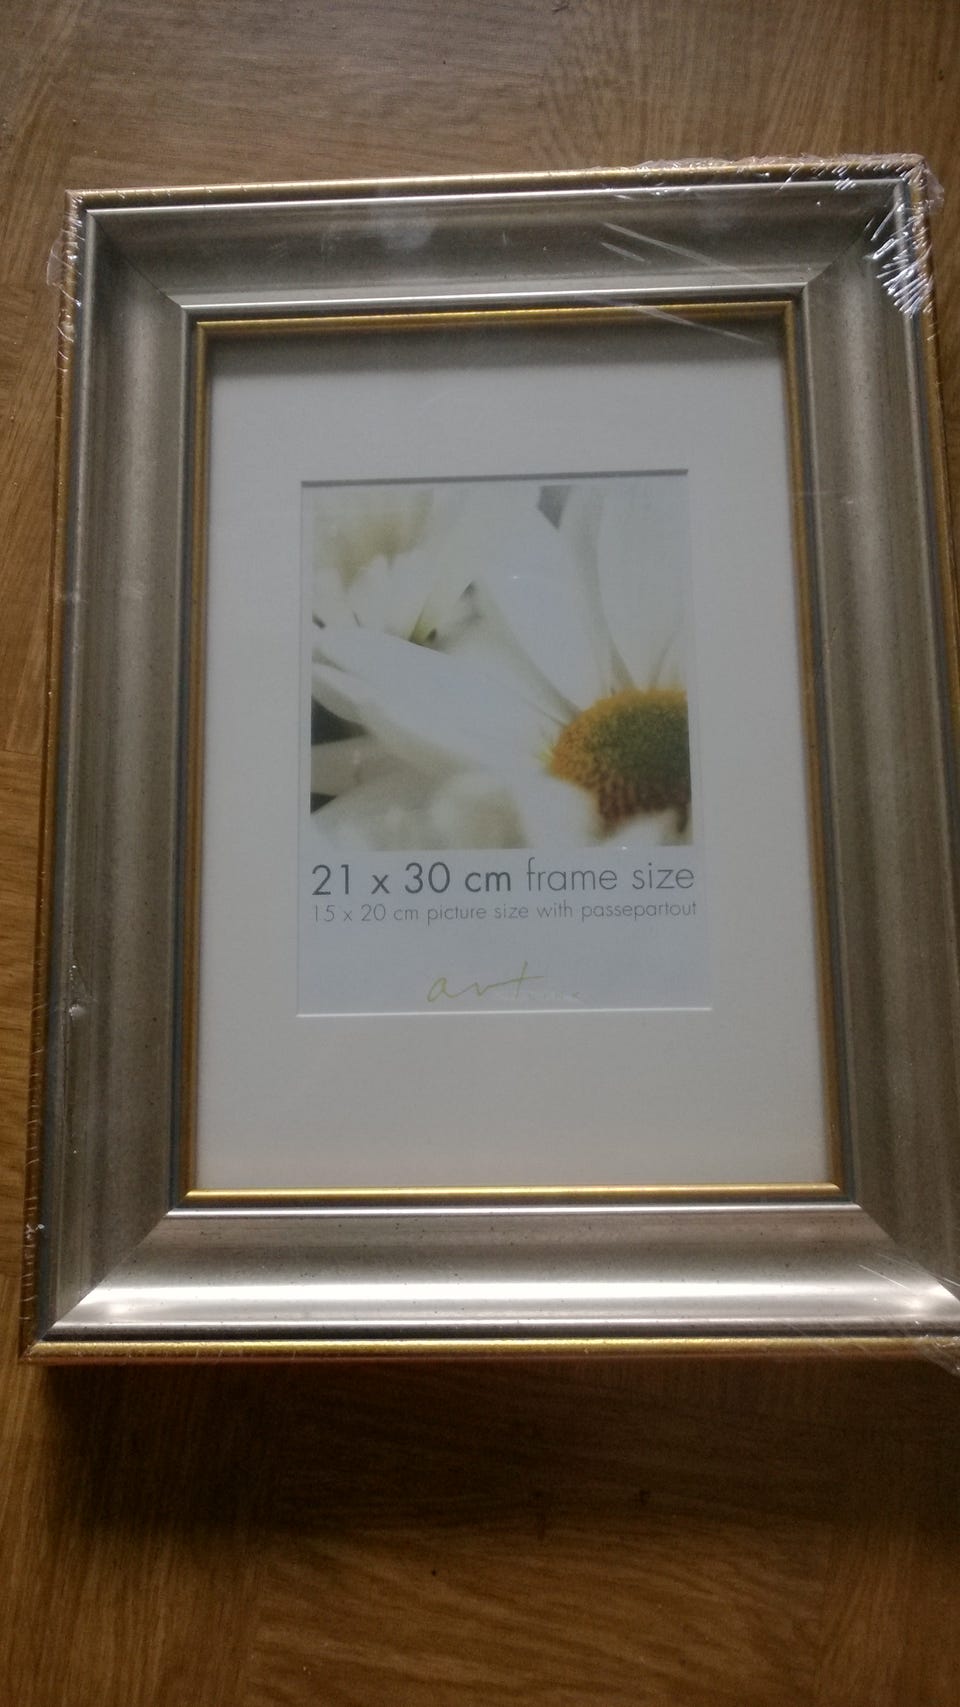 21 x 30 cm frame size
15 x 20 cm picture size with passepartout
art